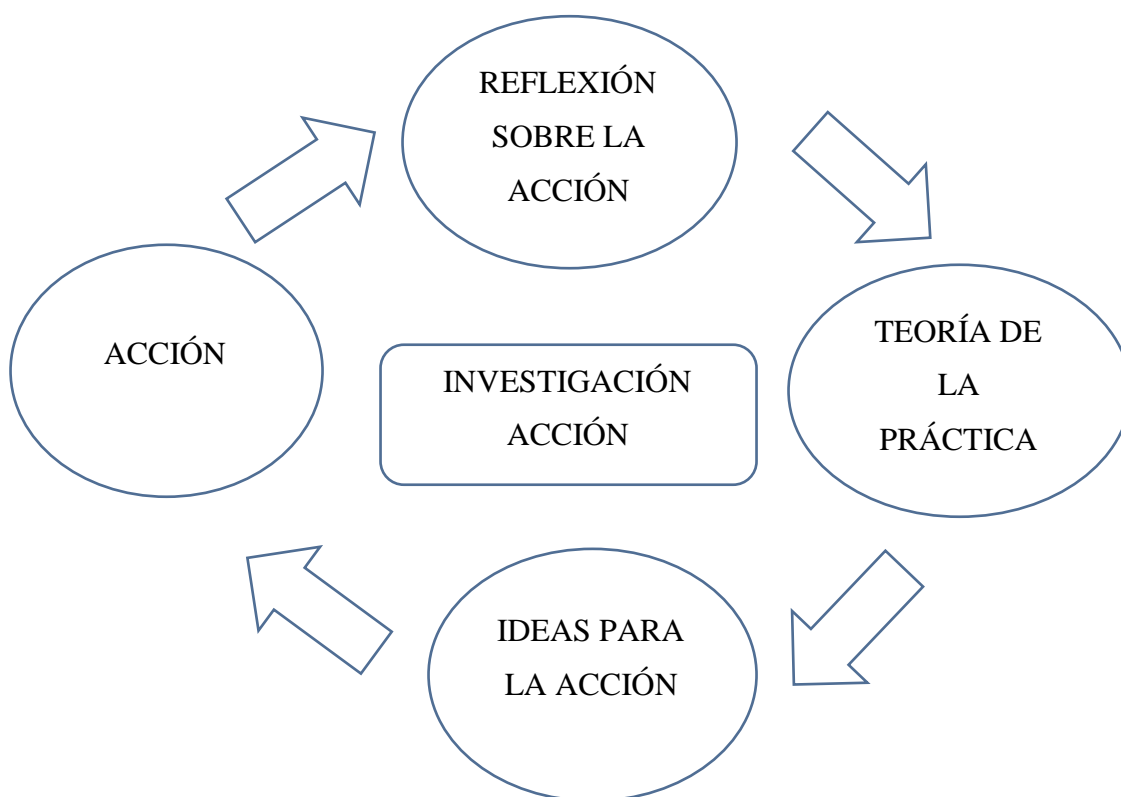 REFLEXIÓN
SOBRE LA
ACCIÓN
ACCIÓN
INVESTIGACIÓN
ACCIÓN
TEORÍA DE
LA
PRÁCTICA
IDEAS PARA
LA ACCIÓN